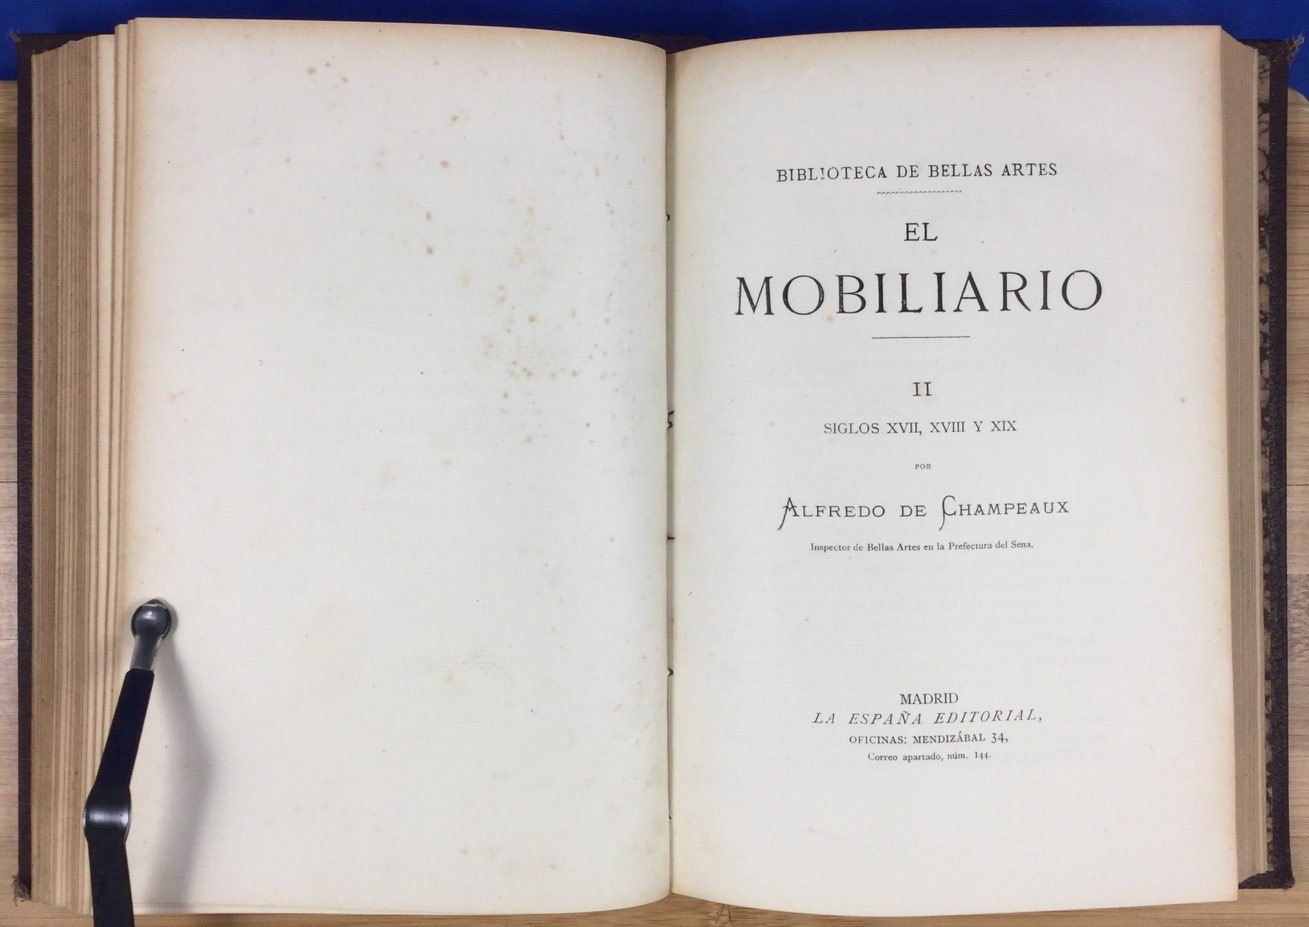 BIBLIOTECA DE BELLAS ARTES
EL
MOBILIARIO
II
SIGLOS XVII, XVIII Y XIX
POR
ALFREDO DE CHAMPEAUX
Inspector de Bellas Artes en la Prefectura del Sena.
MADRID
LA ESPAÑA EDITORIAL,
OFICINAS: MENDIZÁBAL 34,
Correo apartado, núm. 144.